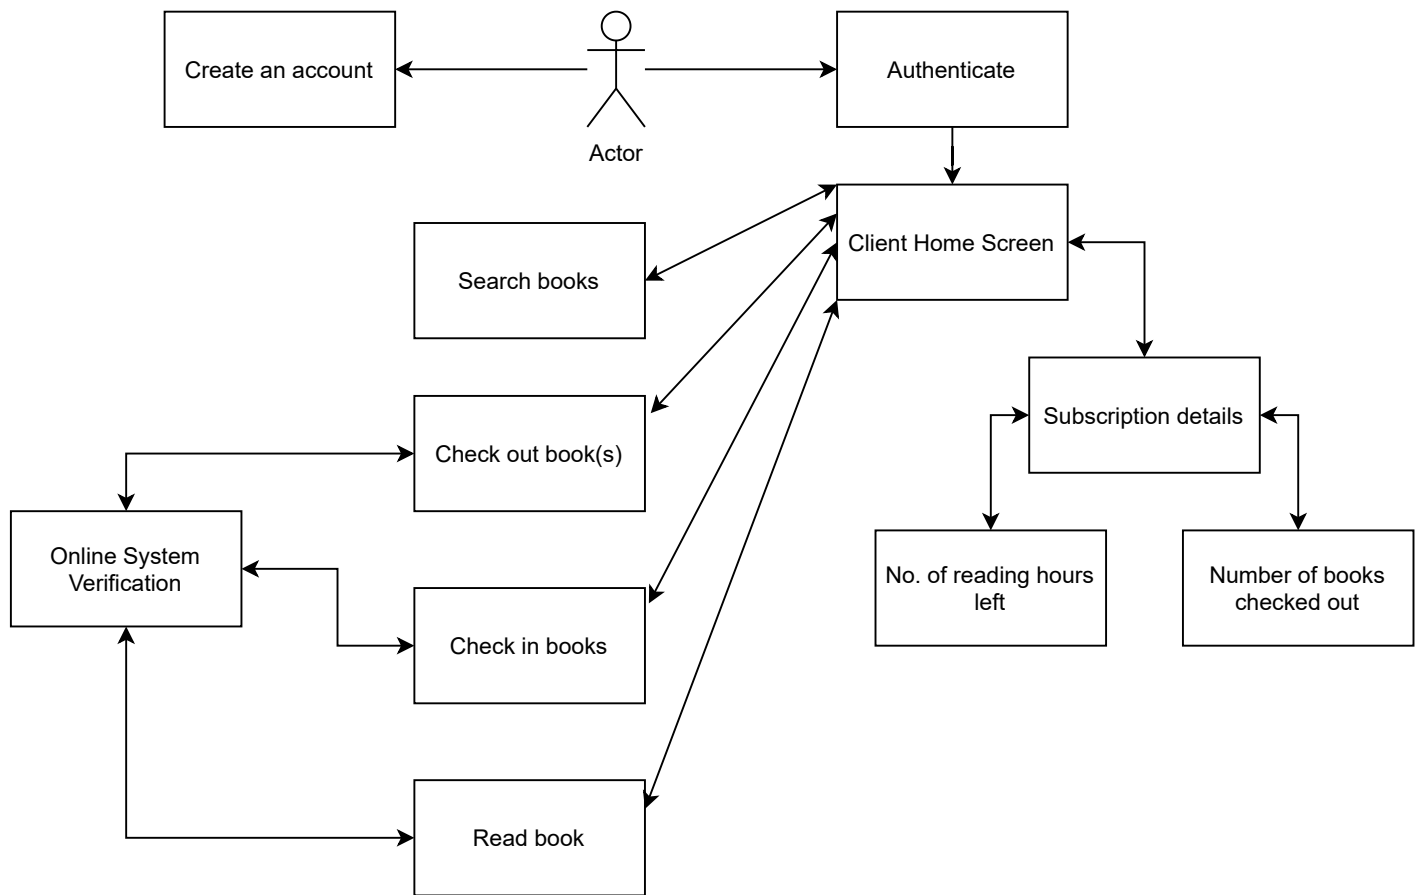 Create an account
Authenticate
Actor
Client Home Screen
Search books
Subscription details
Check out book(s)
Online System
Verification
No. of reading hours
left
Number of books
checked out
Check in books
Read book